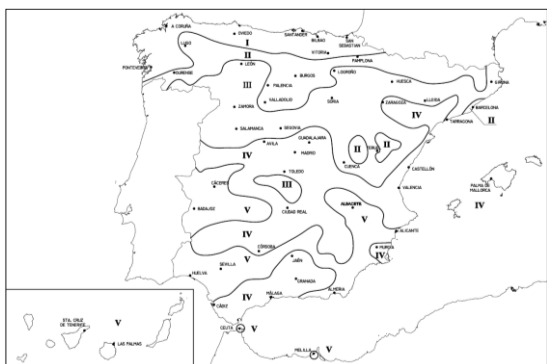 A CORUÑA
LUGO
OVIEDO
I
SANTANDER
BILBAO
SAN
SEBASTIAN
VITORIA
PAMPLONA
II
LEÓN
PONTEVEDRA
OURENSE
BURGOS
LOGROÑO
HUESCA
GIRONA
III
PALENCIA
VALLADOLID
SORIA
ZARAGOZA
LLEIDA
BARCELONA
ZAMORA
IV
TARRAGONA
II
SALAMANCA
SEGOVIA
GUADALAJARA
AVILA
MADRID
II
TERUEL
II
IV
CUENCA
CASTELLÓN
TOLEDO
PALMA DE
MALLORCA
CÁCERES
III
VALENCIA
IV
BADAJOZ
V
CIUDAD REAL
ALBACETE
V
IV
ALICANTE
MURCIA
IV
CÓRDOBA
V
JAÉN
SEVILLA
HUELVA
GRANADA
ALMERIA
MÁLAGA
IV
CÁDIZ
STA. CRUZ
DE TENERIFE
V
LAS PALMAS
CEUTA
V
MELILLA
V